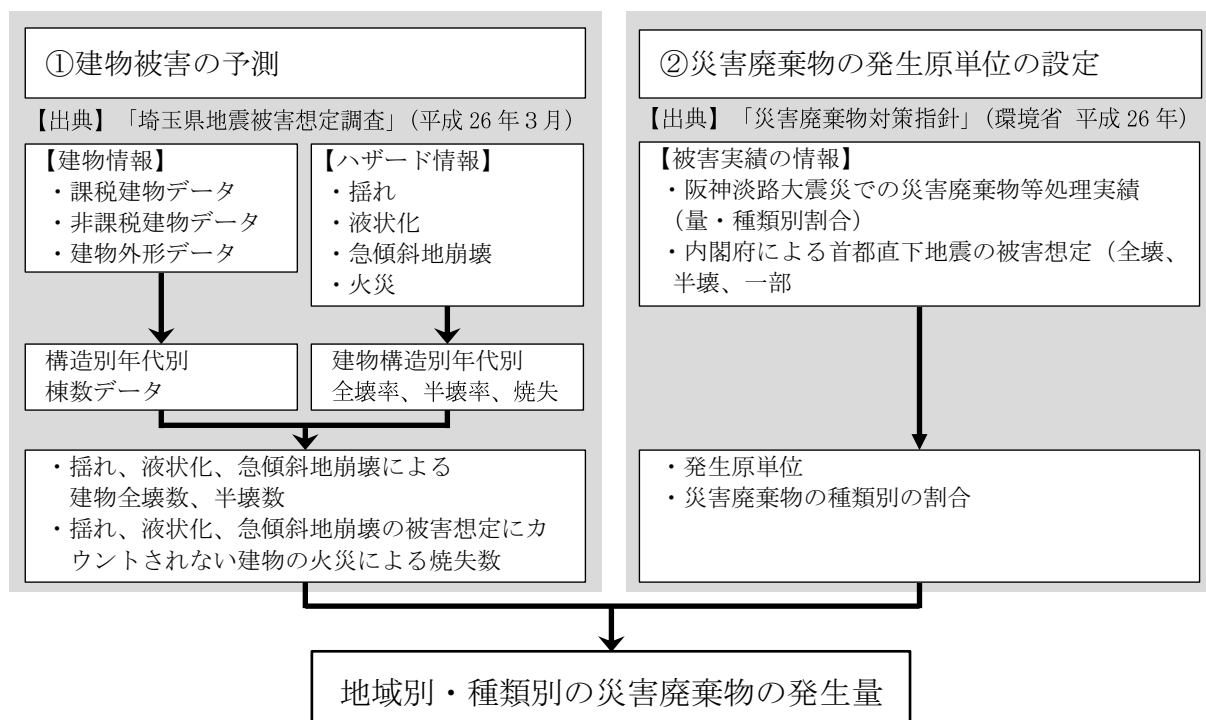 ①建物被害の予測
【出典】「埼玉県地震被害想定調査」(平成 26 年３月)
【建物情報】
・課税建物データ
・非課税建物データ
・建物外形データ
【ハザード情報】
・揺れ
・液状化
・急傾斜地崩壊
・火災
構造別年代別
棟数データ
建物構造別年代別
全壊率、半壊率、焼失
・揺れ、液状化、急傾斜地崩壊による
建物全壊数、半壊数
・揺れ、液状化、急傾斜地崩壊の被害想定にカ
ウントされない建物の火災による焼失数
②災害廃棄物の発生原単位の設定
【出典】「災害廃棄物対策指針」(環境省 平成 26 年)
【被害実績の情報】
・阪神淡路大震災での災害廃棄物等処理実績
(量・種類別割合)
・内閣府による首都直下地震の被害想定（全壊、
半壊、一部
・発生原単位
・災害廃棄物の種類別の割合
地域別・種類別の災害廃棄物の発生量